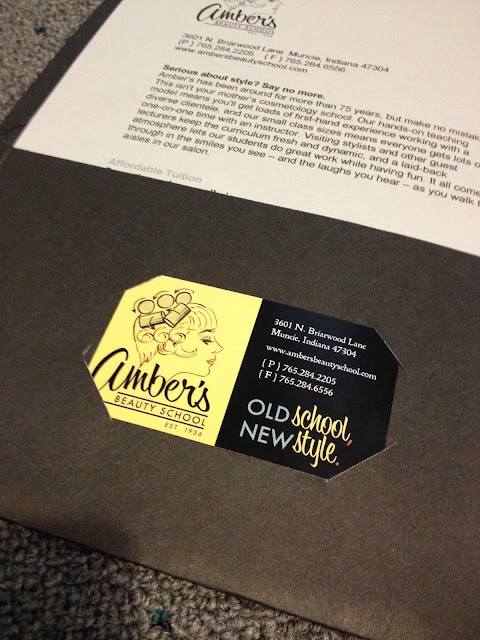 Amber's
BEAUTY SCHOOL
3601 N. Briarwood Lane Muncie, Indiana 47304
( P ) 765.284.2205 ( F ) 765.284.6556
www.ambersbeautyschool.com
Serious about style? Say no more.
Amber's has been around for more than 75 years, but make no mistak
This isn't your mother's cosmetology school. Our hands-on teaching
model means you'll get loads of first-hand experience working with a
diverse clientele, and our small class sizes means everyone gets lots o
one-on-one time with an instructor. Visiting stylists and other guest
lecturers keep the curriculum fresh and dynamic, and a laid-back
atmosphere lets our students do great work while having fun. It all come
through in the smiles you see – and the laughs you hear – as you walk t
aisles in our salon.
Affordable Tuition
amber's
BEAUTY SCHOOL
EST. 1936
3601 N. Briarwood Lane
Muncie, Indiana 47304
www.ambersbeautyschool.com
{ P } 765.284.2205
{ F } 765.284.6556
OLD school,
NEW style.